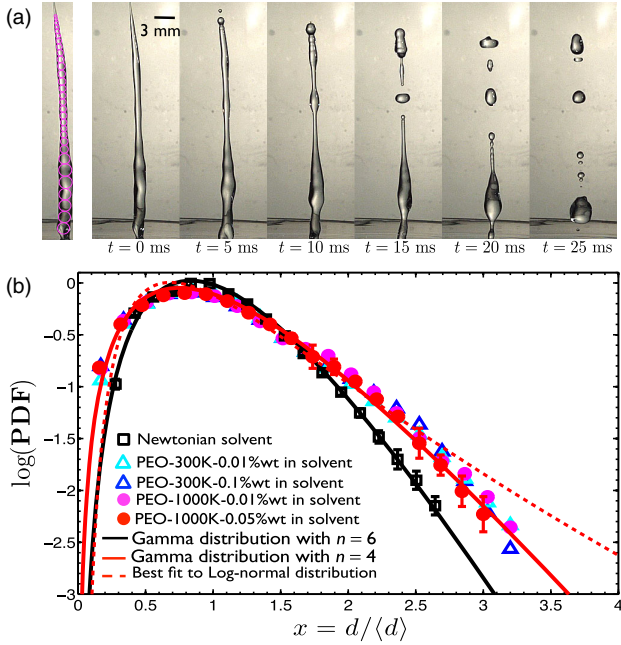 (a)
3 mm
t = 0 ms
t = 5 ms
t = 10 ms
t = 15 ms
t = 20 ms
t = 25 ms
(b)
log(PDF)
0
−0.5
−1
−1.5
−2
−2.5
−3
Newtonian solvent
PEO-300K-0.01%wt in solvent
PEO-300K-0.1%wt in solvent
PEO-1000K-0.01%wt in solvent
PEO-1000K-0.05%wt in solvent
Gamma distribution with n = 6
Gamma distribution with n = 4
Best fit to Log-normal distribution
0 0.5 1 1.5 2 2.5 3 3.5 4
x = d/⟨d⟩